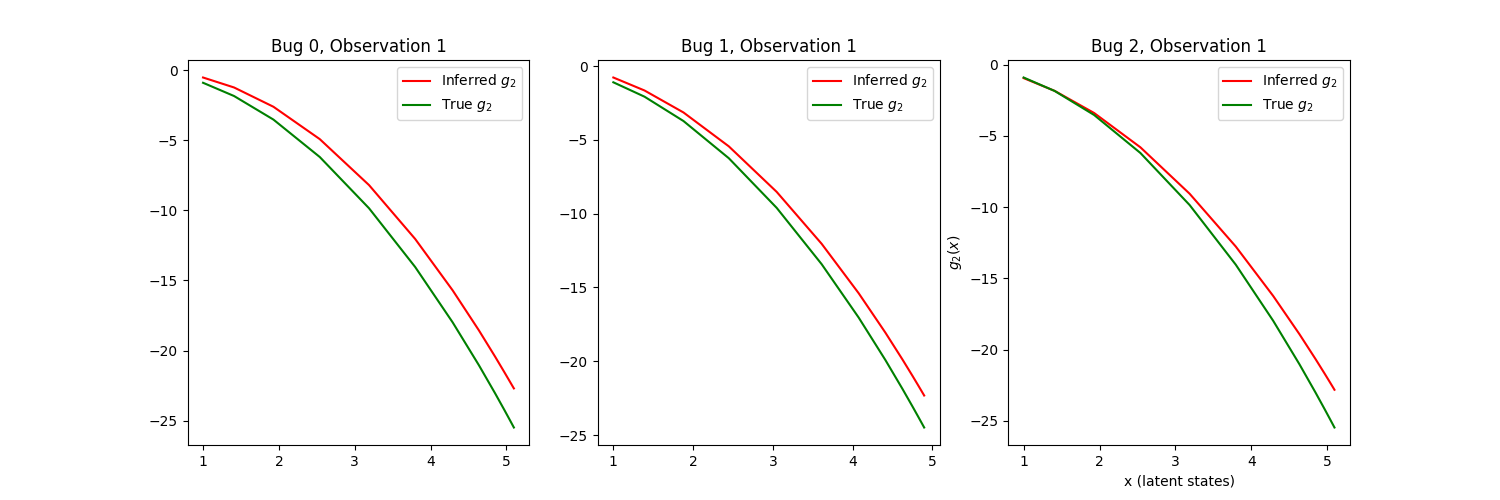 Bug 0, Observation 1
Inferred g₂
True g₂
0
−5
−10
−15
−20
−25
1 2 3 4 5
Bug 1, Observation 1
Inferred g₂
True g₂
0
−5
−10
−15
−20
−25
1 2 3 4 5
Bug 2, Observation 1
Inferred g₂
True g₂
g₂(x)
0
−5
−10
−15
−20
−25
1 2 3 4 5
x (latent states)